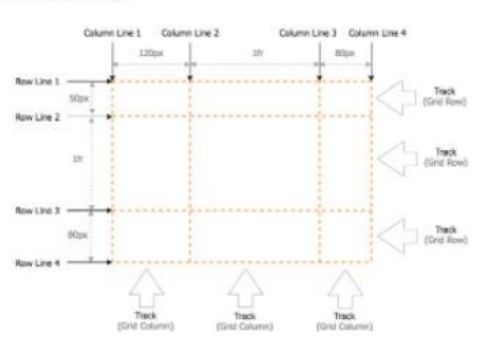 Column Line 1 Column Line 2 Column Line 3 Column Line 4
120px 1fr 80px
Row Line 1
50px
Track
(Grid Row)
Row Line 2
1fr
Track
(Grid Row)
Row Line 3
80px
Track
(Grid Row)
Row Line 4
Track Track Track
(Grid Column) (Grid Column) (Grid Column)